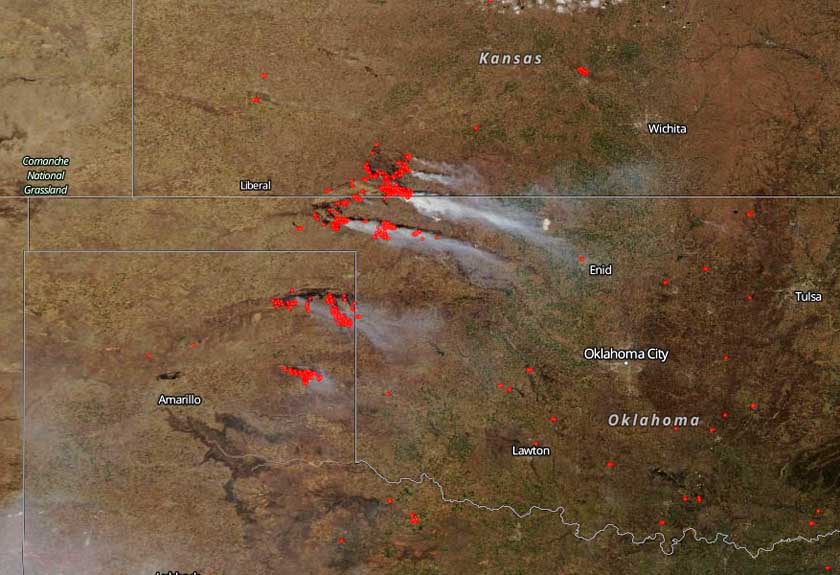 Kansas
Wichita
Comanche
National
Grassland
Liberal
Enid
Tulsa
Oklahoma City
Amarillo
Oklahoma
Lawton